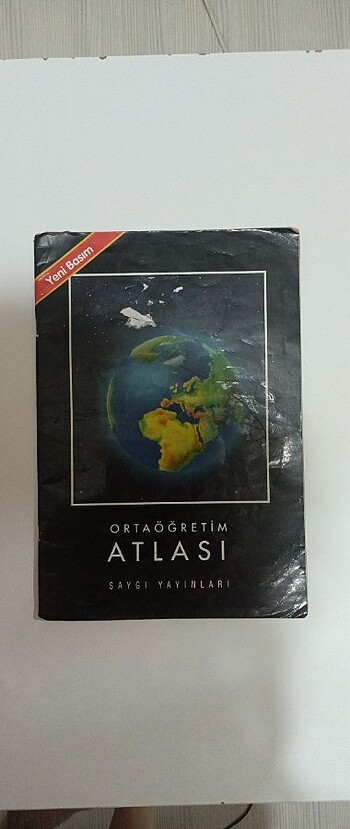 Yeni Basım
ORTAÖĞRETİM
ATLASI
SAYGI YAYINLARI